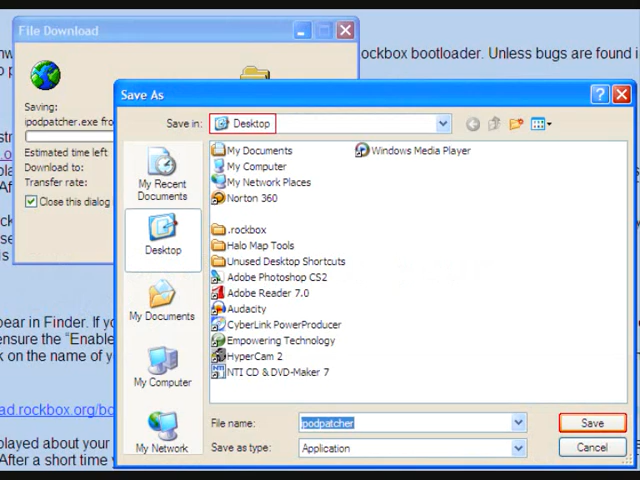 File Download
ockbox bootloader. Unless bugs are found i
Save As
Saving:
ipodpatcher.exe fro
Save in:
Desktop
Estimated time left
Download to:
Transfer rate:
Close this dialog
My Recent
Documents
Desktop
My Documents
My Computer
My Network
My Documents
My Computer
My Network Places
Norton 360
.rockbox
Halo Map Tools
Unused Desktop Shortcuts
Adobe Photoshop CS2
Adobe Reader 7.0
Audacity
CyberLink PowerProducer
Empowering Technology
HyperCam 2
NTI CD & DVD-Maker 7
Windows Media Player
File name:
ipodpatcher
Save
Save as type:
Application
Cancel
pear in Finder. If yo
ensure the "Enable
k on the name of y
ad.rockbox.org/bo
played about your
After a short time